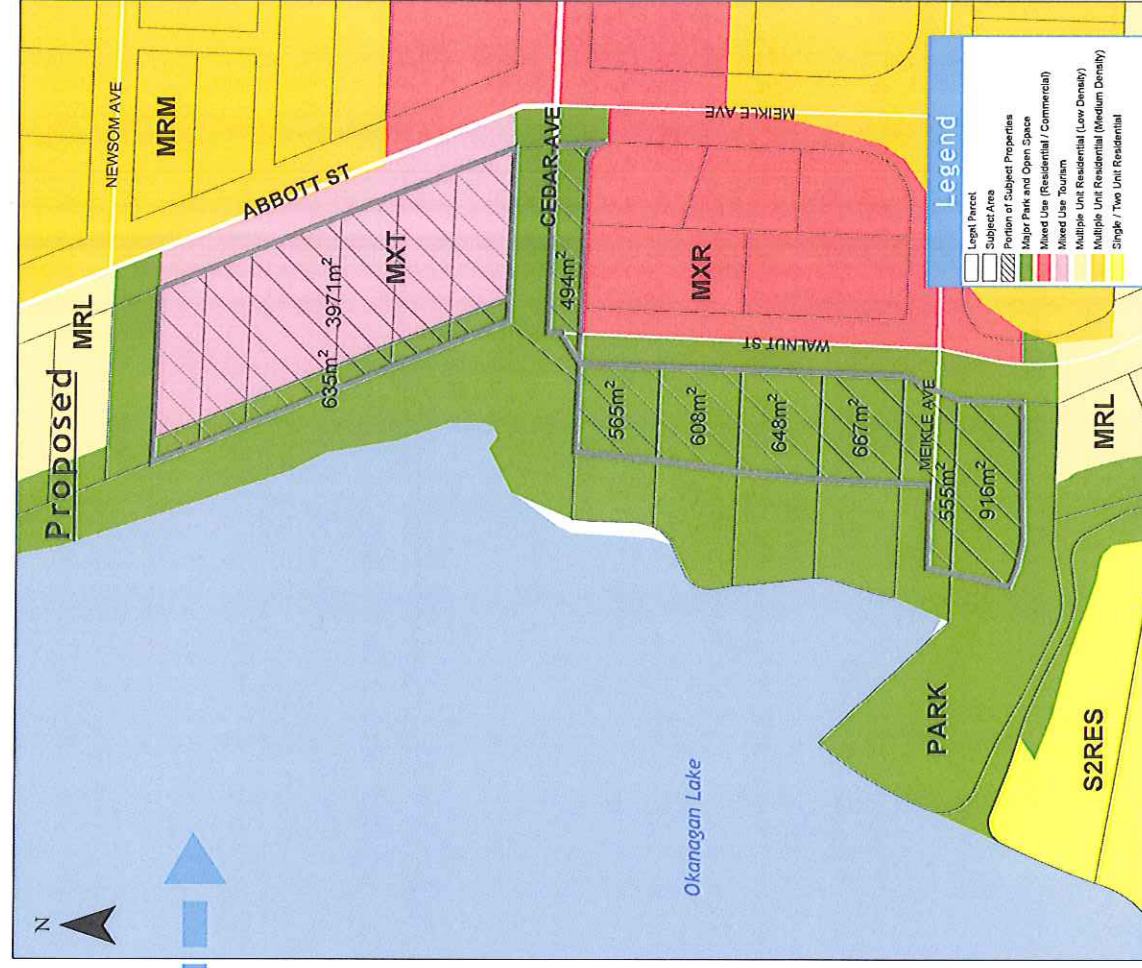 N
Proposed
NEWSOM AVE
MRL
MRM
ABBOTT ST
3971m²
635m²
MXT
CEDAR AVE
494m²
MEIKLE AVE
MXR
WALNUT ST
565m²
608m²
648m²
667m²
MEIKLE AVE
555m²
916m²
MRL
Okanagan Lake
PARK
S2RES
Legend
Legal Parcel
Subject Area
Portion of Subject Properties
Major Park and Open Space
Mixed Use (Residential / Commercial)
Mixed Use Tourism
Multiple Unit Residential (Low Density)
Multiple Unit Residential (Medium Density)
Single / Two Unit Residential